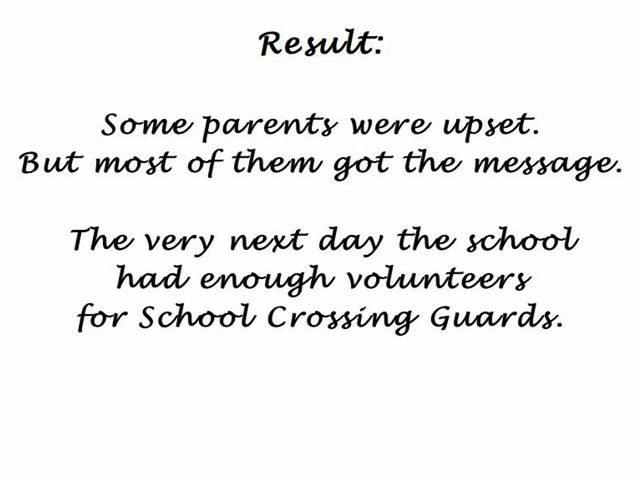 Result:
Some parents were upset.
But most of them got the message.
The very next day the school
had enough volunteers
for School Crossing Guards.